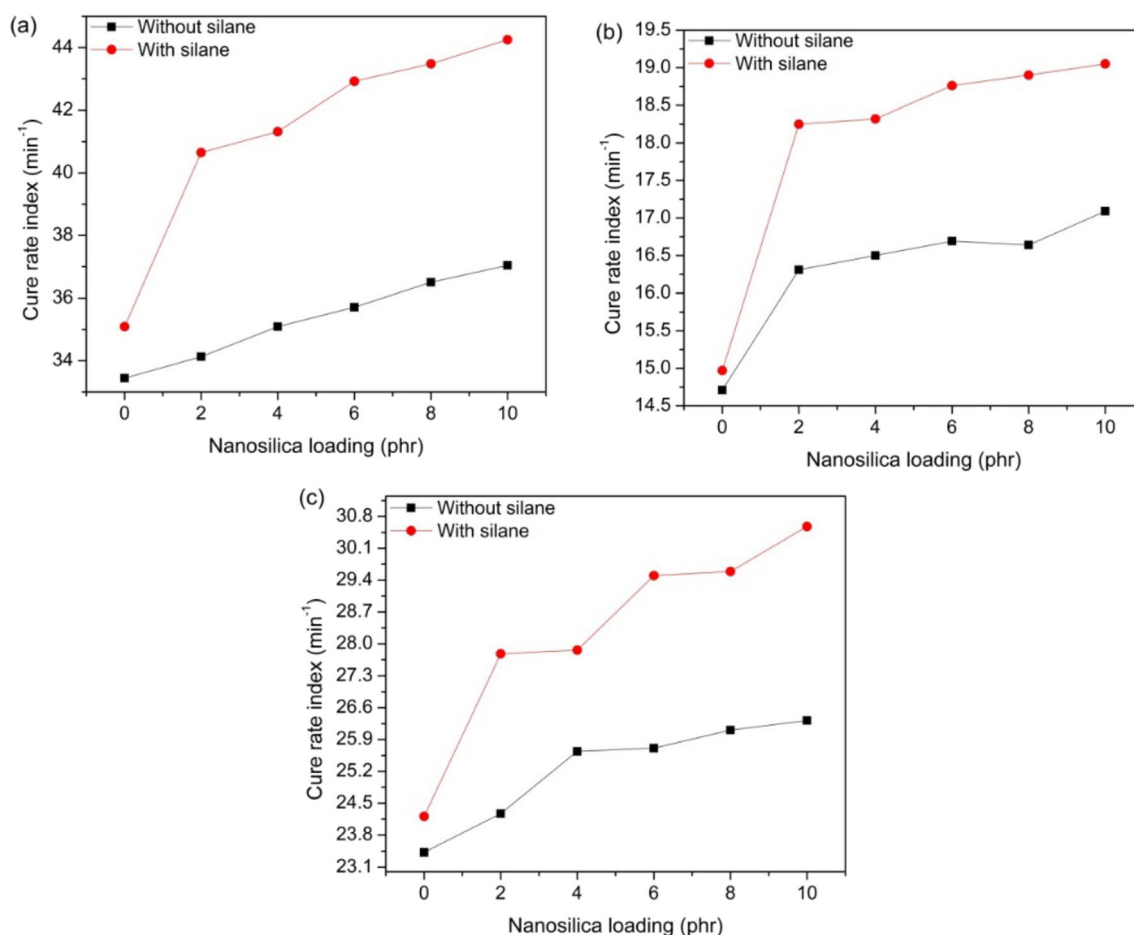 (a)
Without silane
With silane
44
42
40
38
36
34
Cure rate index (min⁻¹)
0 2 4 6 8 10
Nanosilica loading (phr)
(b)
Without silane
With silane
19.5
19.0
18.5
18.0
17.5
17.0
16.5
16.0
15.5
15.0
14.5
Cure rate index (min⁻¹)
0 2 4 6 8 10
Nanosilica loading (phr)
(c)
Without silane
With silane
30.8
30.1
29.4
28.7
28.0
27.3
26.6
25.9
25.2
24.5
23.8
23.1
Cure rate index (min⁻¹)
0 2 4 6 8 10
Nanosilica loading (phr)